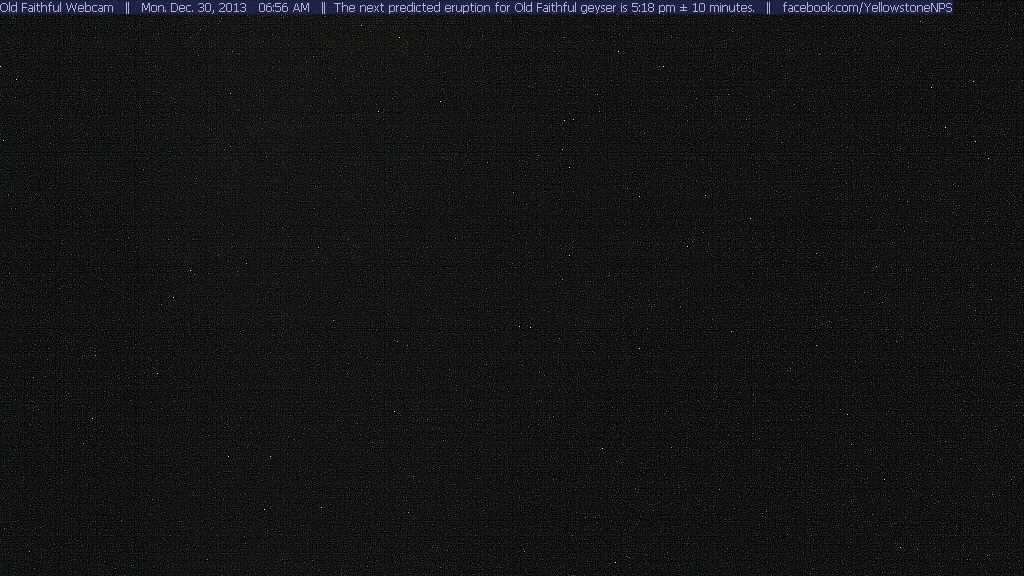 Old Faithful Webcam || Mon. Dec. 30, 2013 06:56 AM || The next predicted eruption for Old Faithful geyser is 5:18 pm ± 10 minutes. || facebook.com/YellowstoneNPS